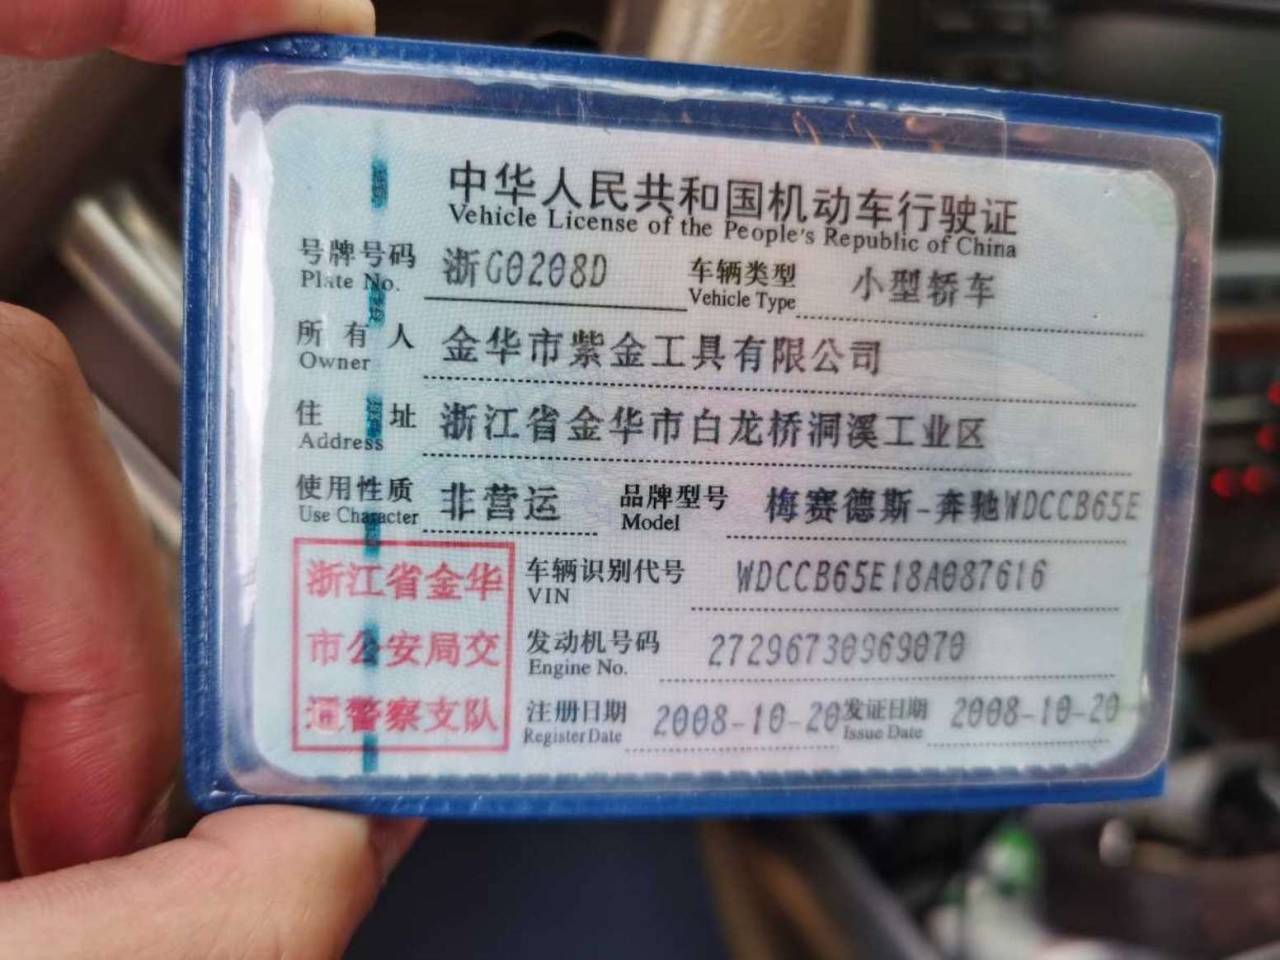 中华人民共和国机动车行驶证
Vehicle License of the People's Republic of China
号牌号码 浙G0208D 车辆类型 小型轿车
Plate No. Vehicle Type
所有人 金华市紫金工具有限公司
Owner
住址 浙江省金华市白龙桥洞溪工业区
Address
使用性质 非营运 品牌型号 梅赛德斯-奔驰WDCCB65E
Use Character Model
浙江省金华
市公安局交
通警察支队
车辆识别代号 WDCCB65E18A087616
VIN
发动机号码 27296730969070
Engine No.
注册日期 2008-10-20 发证日期 2008-10-20
Register Date Issue Date